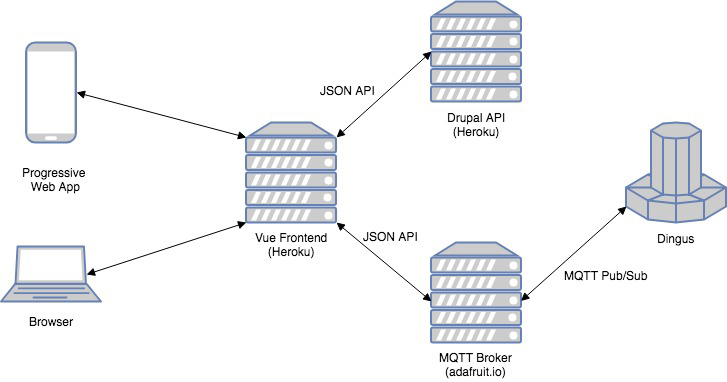 JSON API
Drupal API
(Heroku)
Progressive
Web App
Vue Frontend
(Heroku)
JSON API
Dingus
MQTT Pub/Sub
Browser
MQTT Broker
(adafruit.io)